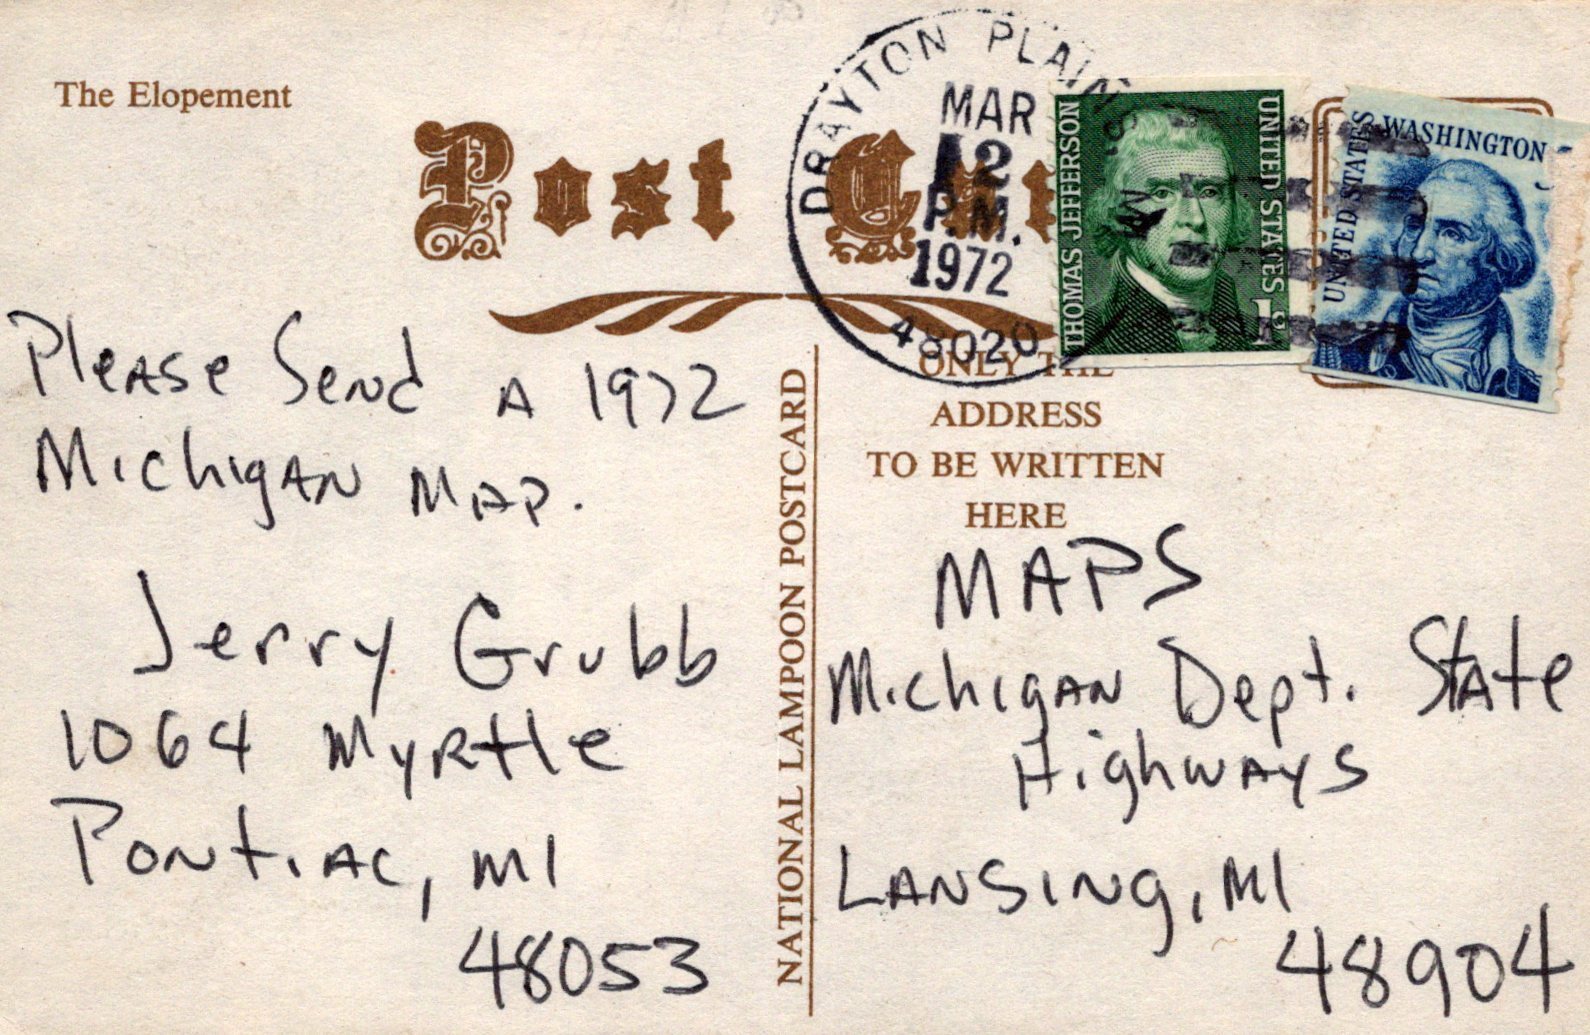 The Elopement
Post
DRAYTON PLAINS
MAR
P.M.
1972
48020
THOMAS JEFFERSON
UNITED STATES
1¢
WASHINGTON
UNITED STATES
ONLY THE
ADDRESS
TO BE WRITTEN
HERE
NATIONAL LAMPOON POSTCARD
Please Send A 1972
Michigan Map.
Jerry Grubb
1064 Myrtle
Pontiac, MI
48053
MAPS
Michigan Dept. State
Highways
Lansing, MI
48904